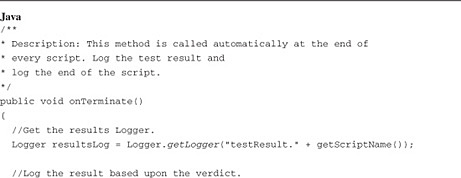 Java
/**
* Description: This method is called automatically at the end of
* every script. Log the test result and
* log the end of the script.
*/
public void onTerminate()
{
//Get the results Logger.
Logger resultsLog = Logger.getLogger("testResult." + getScriptName());
//Log the result based upon the verdict.